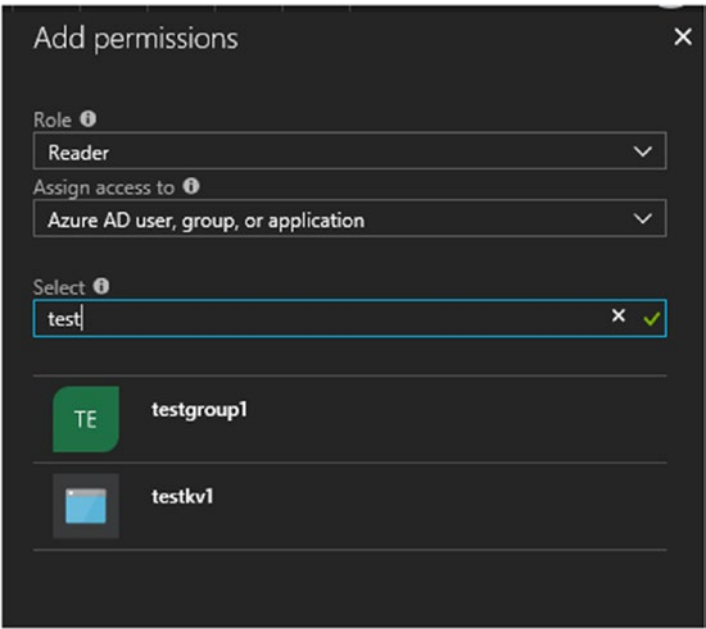 Add permissions
Role
Reader
Assign access to
Azure AD user, group, or application
Select
test
TE
testgroup1
testkv1